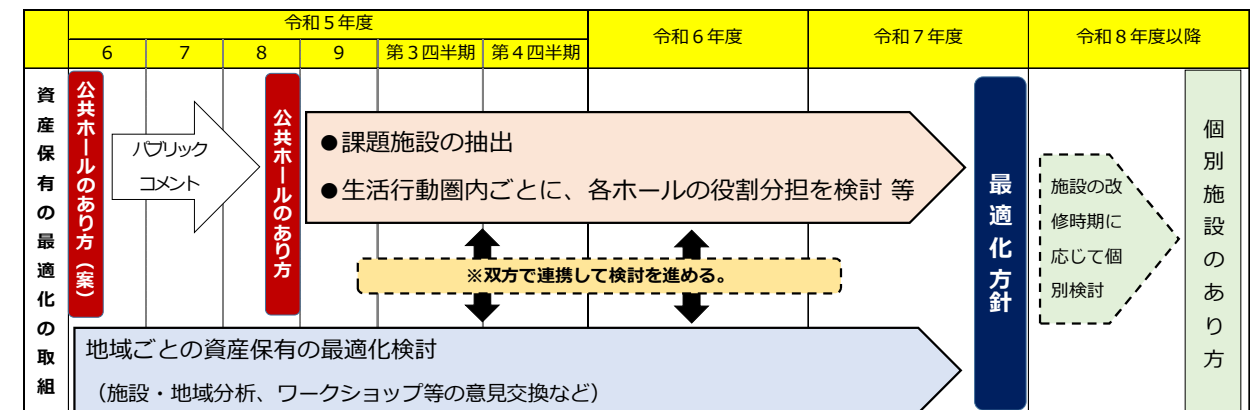 令和５年度
令和６年度
令和７年度
令和８年度以降
6
7
8
9
第３四半期
第４四半期
資産保有の最適化の取組
公共ホールのあり方（案）
パブリック
コメント
公共ホールのあり方
●課題施設の抽出
●生活行動圏内ごとに、各ホールの役割分担を検討 等
※双方で連携して検討を進める。
地域ごとの資産保有の最適化検討
（施設・地域分析、ワークショップ等の意見交換など）
最適化方針
施設の改
修時期に
応じて個
別検討
個別施設のあり方